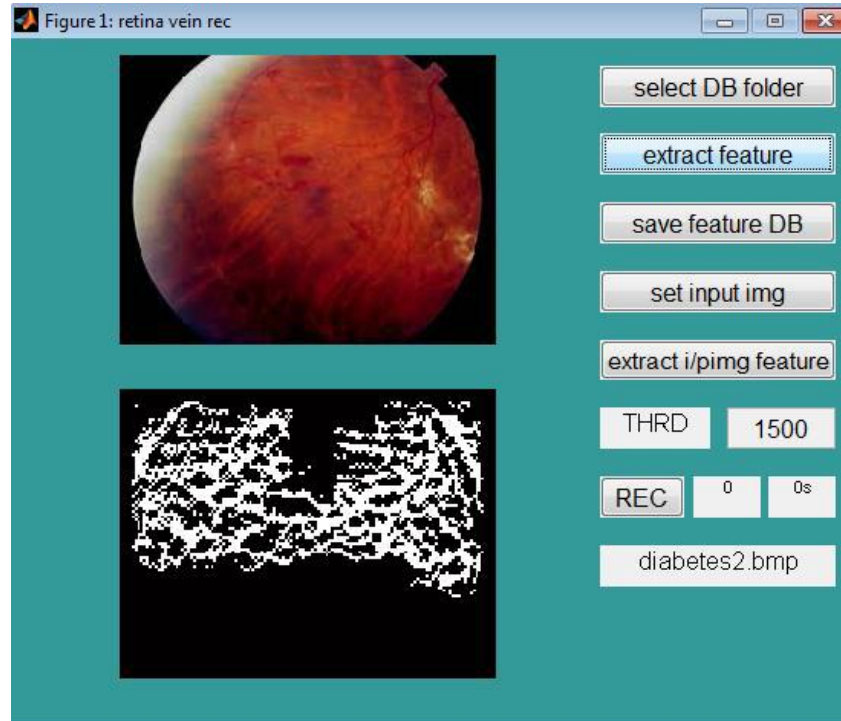 Figure 1: retina vein rec
select DB folder
extract feature
save feature DB
set input img
extract i/pimg feature
THRD 1500
REC 0 0s
diabetes2.bmp